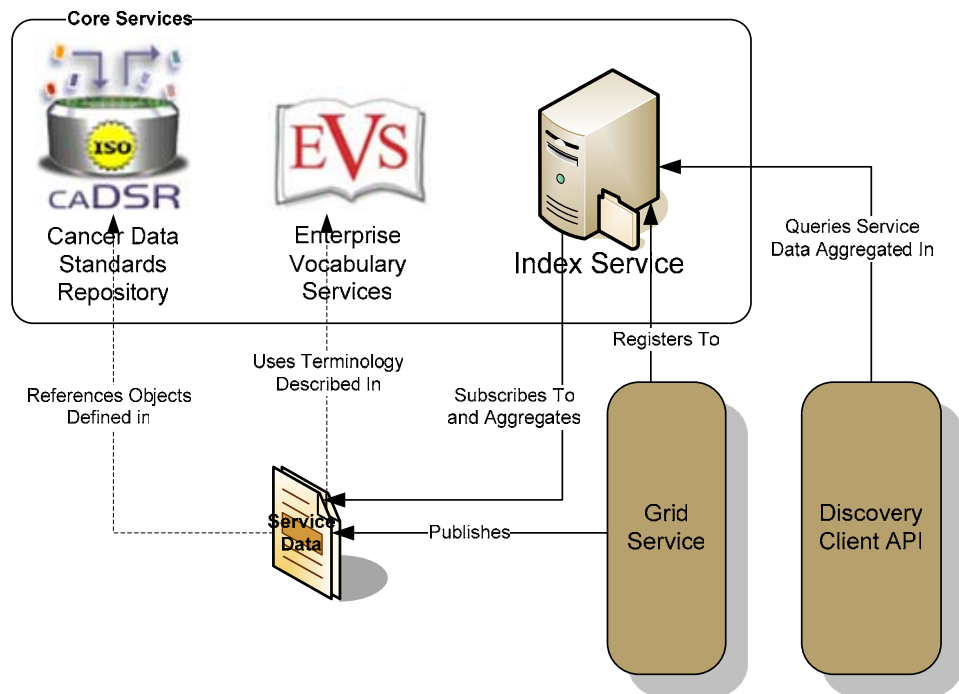 Core Services
ISO
caDSR
Cancer Data
Standards
Repository
EVS
Enterprise
Vocabulary
Services
Index Service
Queries Service
Data Aggregated In
Registers To
Uses Terminology
Described In
References Objects
Defined in
Subscribes To
and Aggregates
Service
Data
Publishes
Grid
Service
Discovery
Client API